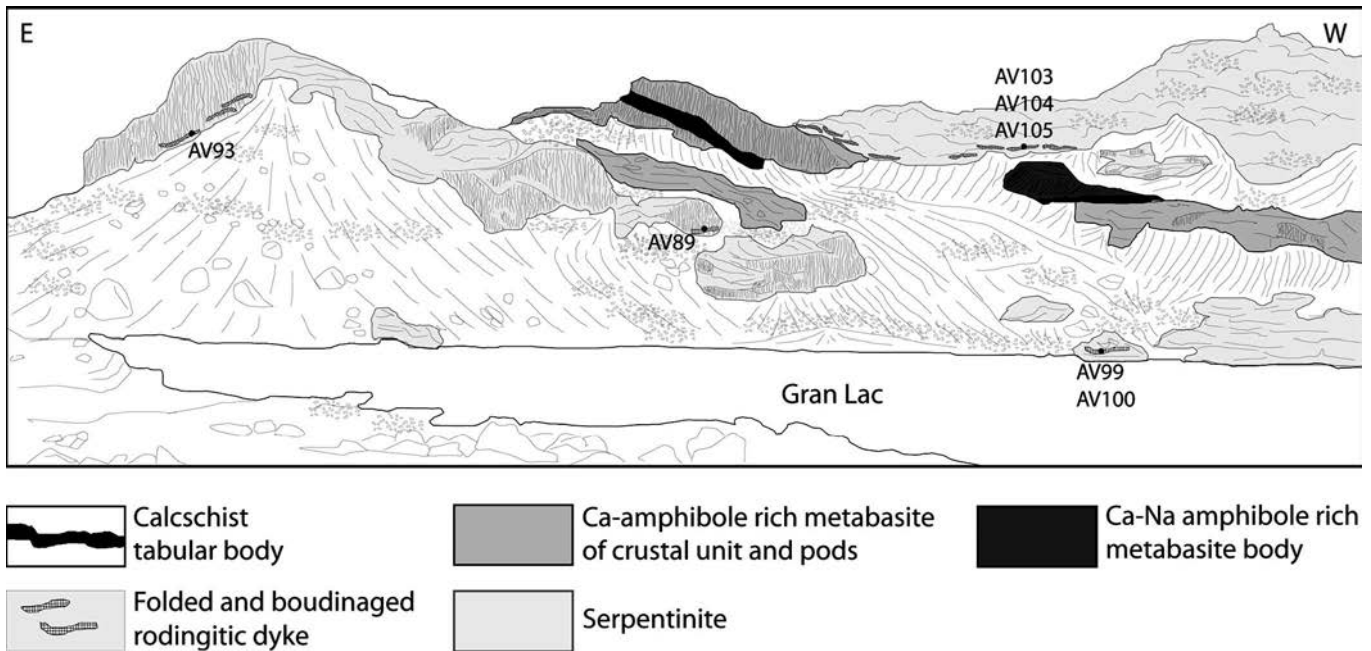 E
W
AV103
AV104
AV105
AV93
AV89
AV99
AV100
Gran Lac
Calcschist
tabular body
Ca-amphibole rich metabasite
of crustal unit and pods
Ca-Na amphibole rich
metabasite body
Folded and boudinaged
rodingitic dyke
Serpentinite